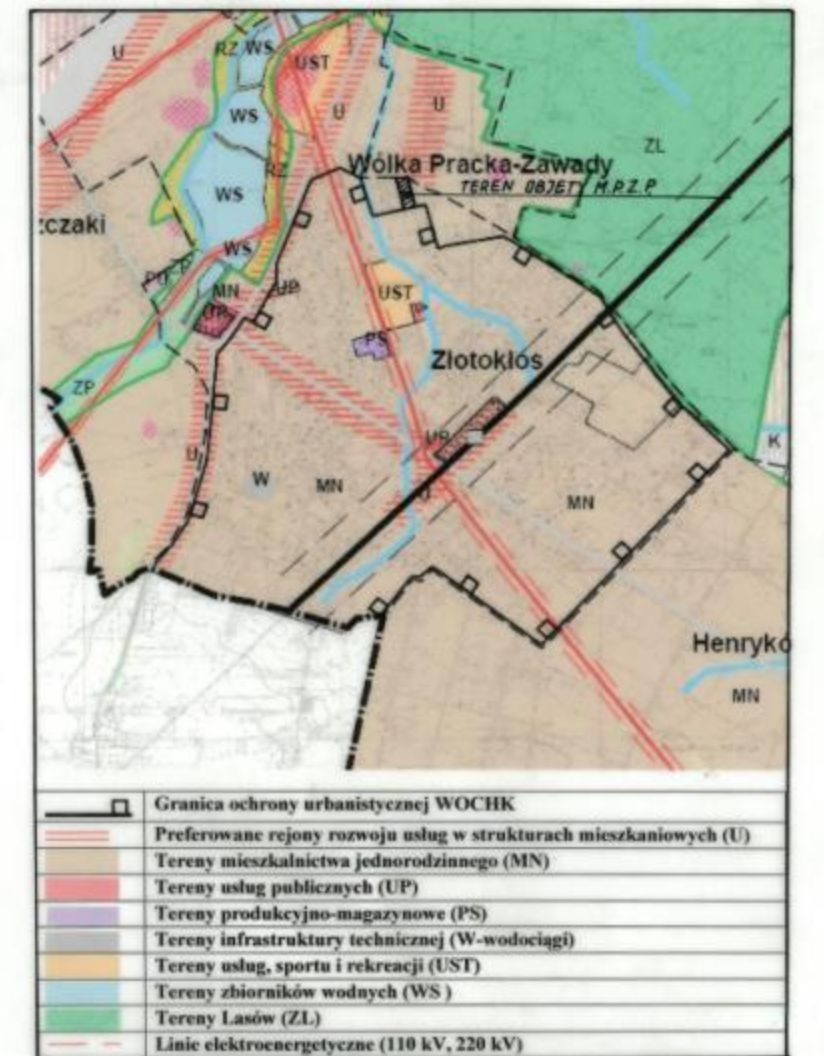 U
RZ
WS
UST
U
U
WS
ZL
RZ
Wólka Pracka-Zawady
TEREN OBJĘTY M.P.Z.P
WS
czaki
WS
MN
UP
UST
UP
PS
Złotokłos
ZP
UP
U
W
MN
U
K
MN
Henrykó
MN
Granica ochrony urbanistycznej WOCHK
Preferowane rejony rozwoju usług w strukturach mieszkaniowych (U)
Tereny mieszkalnictwa jednorodzinnego (MN)
Tereny usług publicznych (UP)
Tereny produkcyjno-magazynowe (PS)
Tereny infrastruktury technicznej (W-wodociągi)
Tereny usług, sportu i rekreacji (UST)
Tereny zbiorników wodnych (WS )
Tereny Lasów (ZL)
Linie elektroenergetyczne (110 kV, 220 kV)